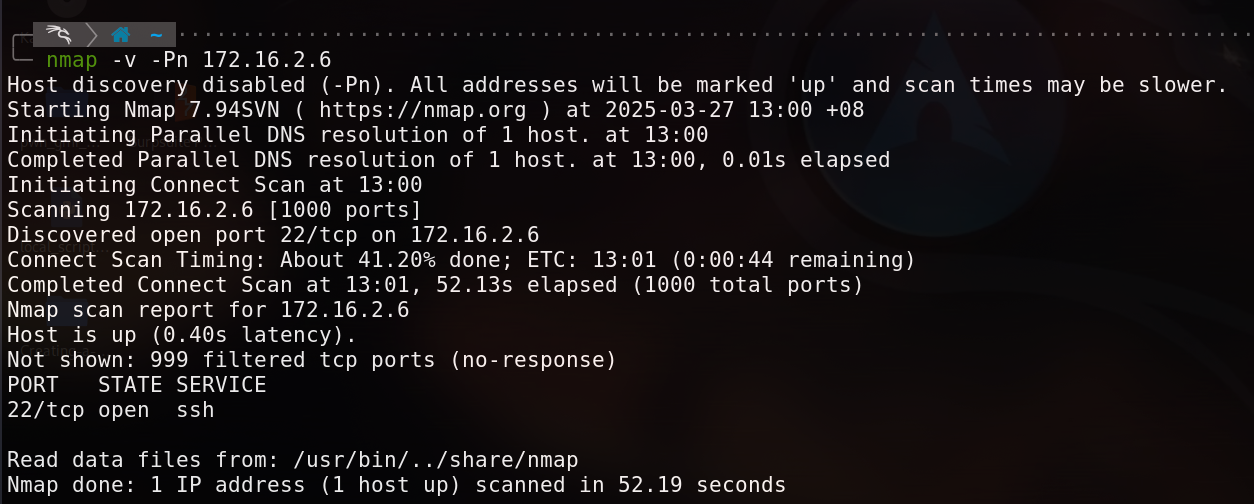 ~
nmap -v -Pn 172.16.2.6
Host discovery disabled (-Pn). All addresses will be marked 'up' and scan times may be slower.
Starting Nmap 7.94SVN ( https://nmap.org ) at 2025-03-27 13:00 +08
Initiating Parallel DNS resolution of 1 host. at 13:00
Completed Parallel DNS resolution of 1 host. at 13:00, 0.01s elapsed
Initiating Connect Scan at 13:00
Scanning 172.16.2.6 [1000 ports]
Discovered open port 22/tcp on 172.16.2.6
Connect Scan Timing: About 41.20% done; ETC: 13:01 (0:00:44 remaining)
Completed Connect Scan at 13:01, 52.13s elapsed (1000 total ports)
Nmap scan report for 172.16.2.6
Host is up (0.40s latency).
Not shown: 999 filtered tcp ports (no-response)
PORT   STATE SERVICE
22/tcp open  ssh

Read data files from: /usr/bin/../share/nmap
Nmap done: 1 IP address (1 host up) scanned in 52.19 seconds